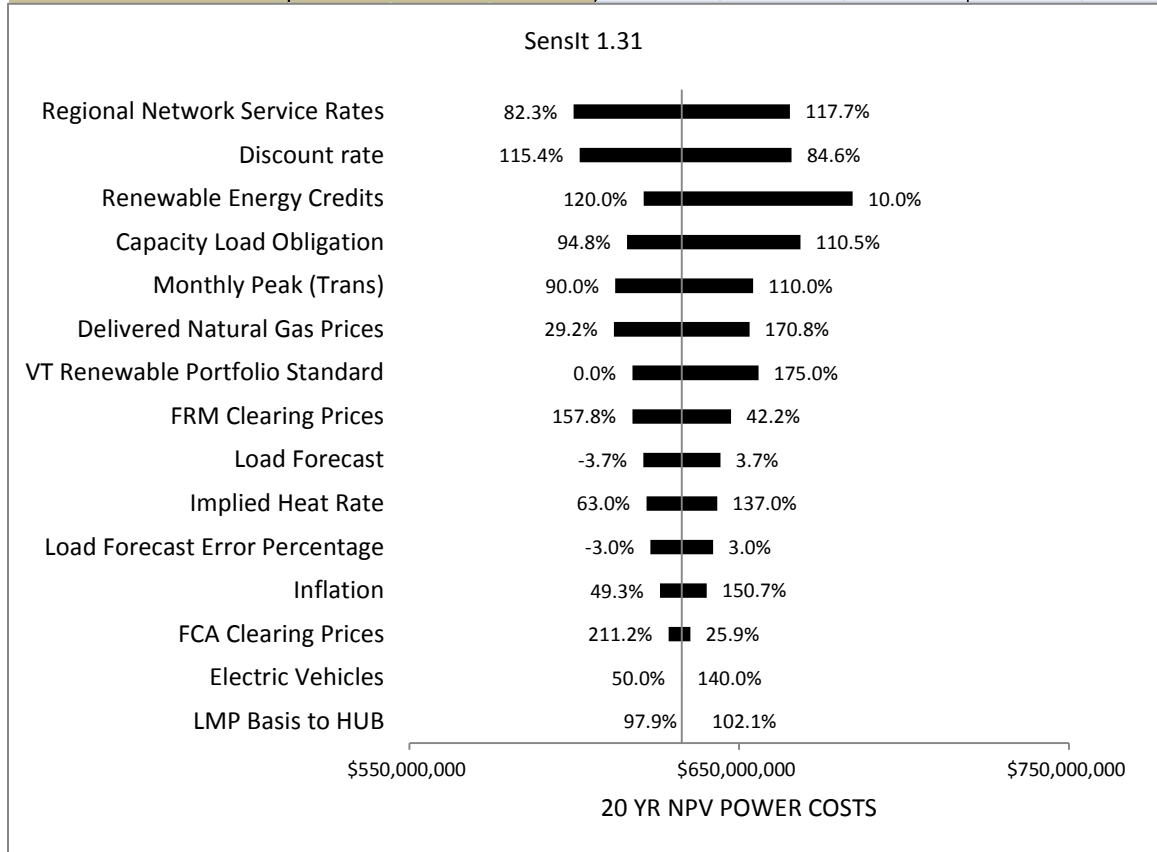 SensIt 1.31
Regional Network Service Rates 82.3% 117.7%
Discount rate 115.4% 84.6%
Renewable Energy Credits 120.0% 10.0%
Capacity Load Obligation 94.8% 110.5%
Monthly Peak (Trans) 90.0% 110.0%
Delivered Natural Gas Prices 29.2% 170.8%
VT Renewable Portfolio Standard 0.0% 175.0%
FRM Clearing Prices 157.8% 42.2%
Load Forecast -3.7% 3.7%
Implied Heat Rate 63.0% 137.0%
Load Forecast Error Percentage -3.0% 3.0%
Inflation 49.3% 150.7%
FCA Clearing Prices 211.2% 25.9%
Electric Vehicles 50.0% 140.0%
LMP Basis to HUB 97.9% 102.1%
$550,000,000 $650,000,000 $750,000,000
20 YR NPV POWER COSTS